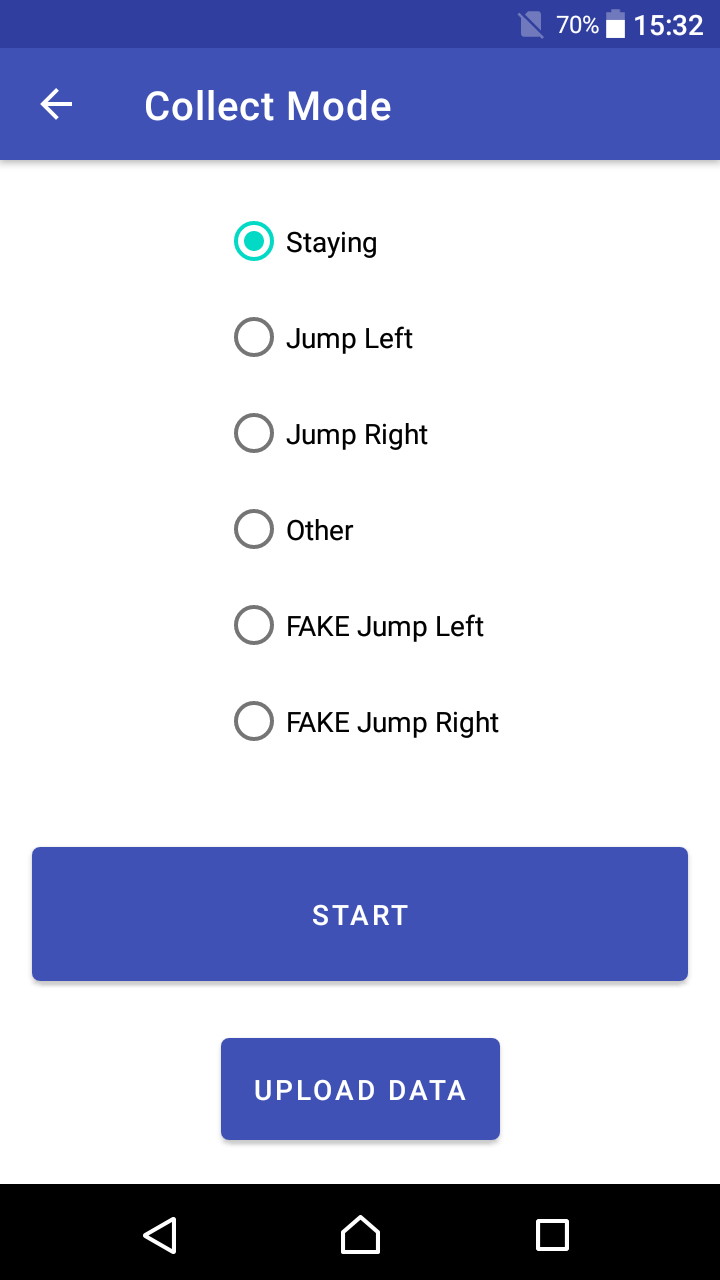 70% 15:32
Collect Mode
Staying
Jump Left
Jump Right
Other
FAKE Jump Left
FAKE Jump Right
START
UPLOAD DATA